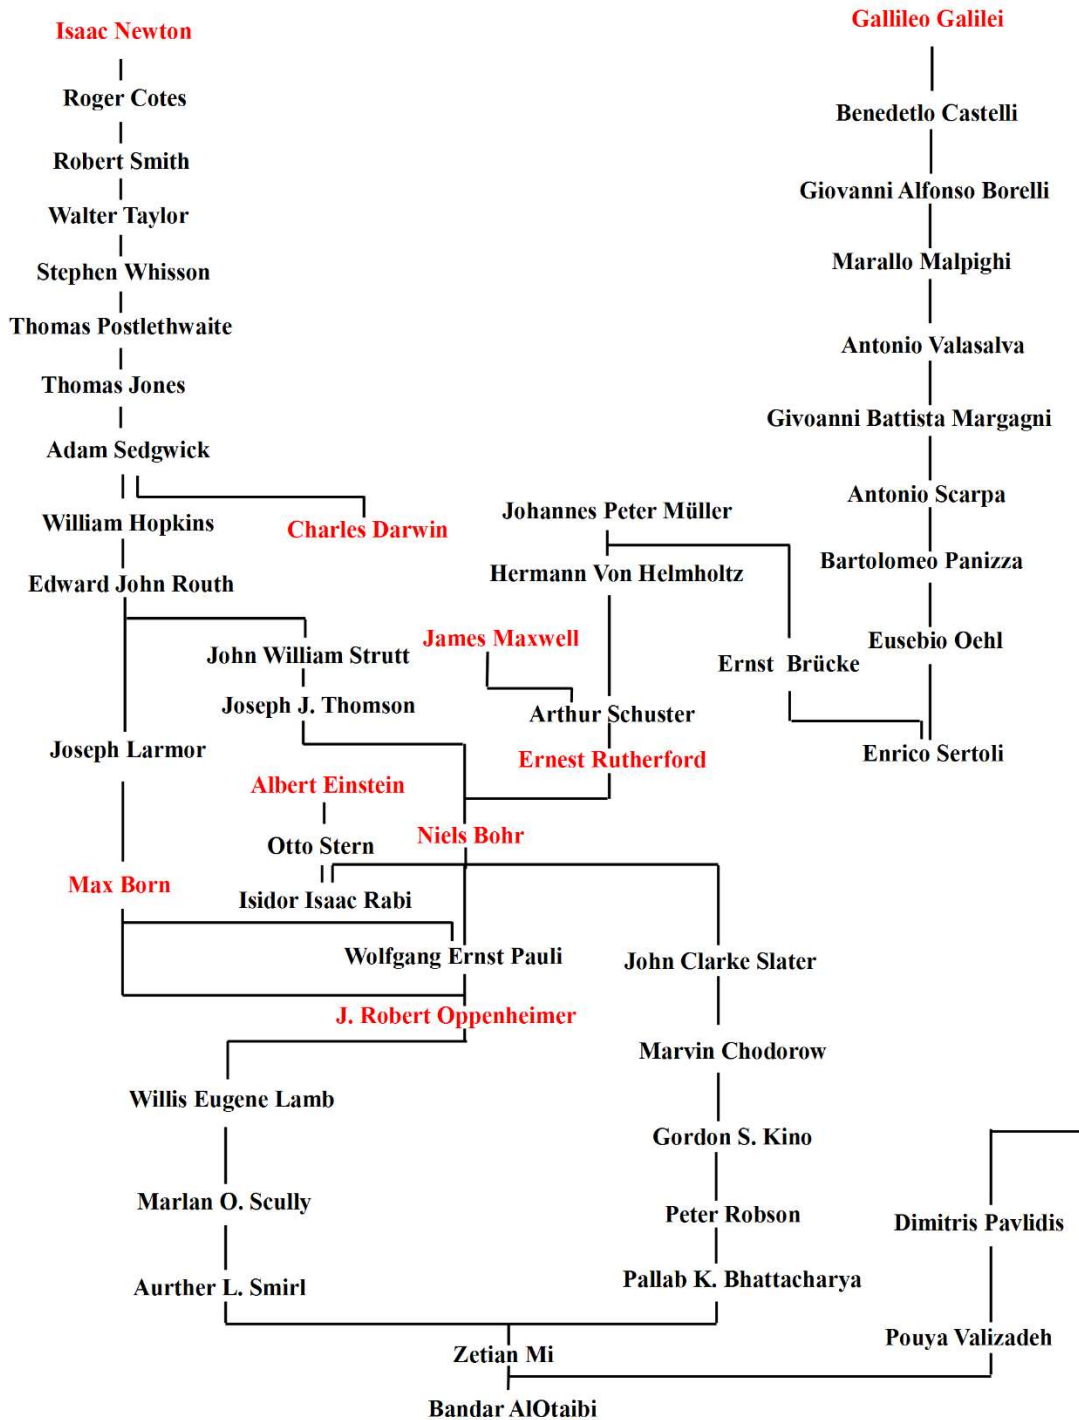 Isaac Newton
Roger Cotes
Robert Smith
Walter Taylor
Stephen Whisson
Thomas Postlethwaite
Thomas Jones
Adam Sedgwick
William Hopkins
Charles Darwin
Edward John Routh
John William Strutt
Joseph J. Thomson
Joseph Larmor
Max Born
Albert Einstein
Otto Stern
Isidor Isaac Rabi
Johannes Peter Müller
Hermann Von Helmholtz
James Maxwell
Arthur Schuster
Ernest Rutherford
Niels Bohr
Wolfgang Ernst Pauli
J. Robert Oppenheimer
Willis Eugene Lamb
Marlan O. Scully
Aurther L. Smirl
John Clarke Slater
Marvin Chodorow
Gordon S. Kino
Peter Robson
Pallab K. Bhattacharya
Gallileo Galilei
Benedetlo Castelli
Giovanni Alfonso Borelli
Marallo Malpighi
Antonio Valasalva
Givoanni Battista Margagni
Antonio Scarpa
Bartolomeo Panizza
Eusebio Oehl
Ernst Brücke
Enrico Sertoli
Dimitris Pavlidis
Pouya Valizadeh
Zetian Mi
Bandar AlOtaibi